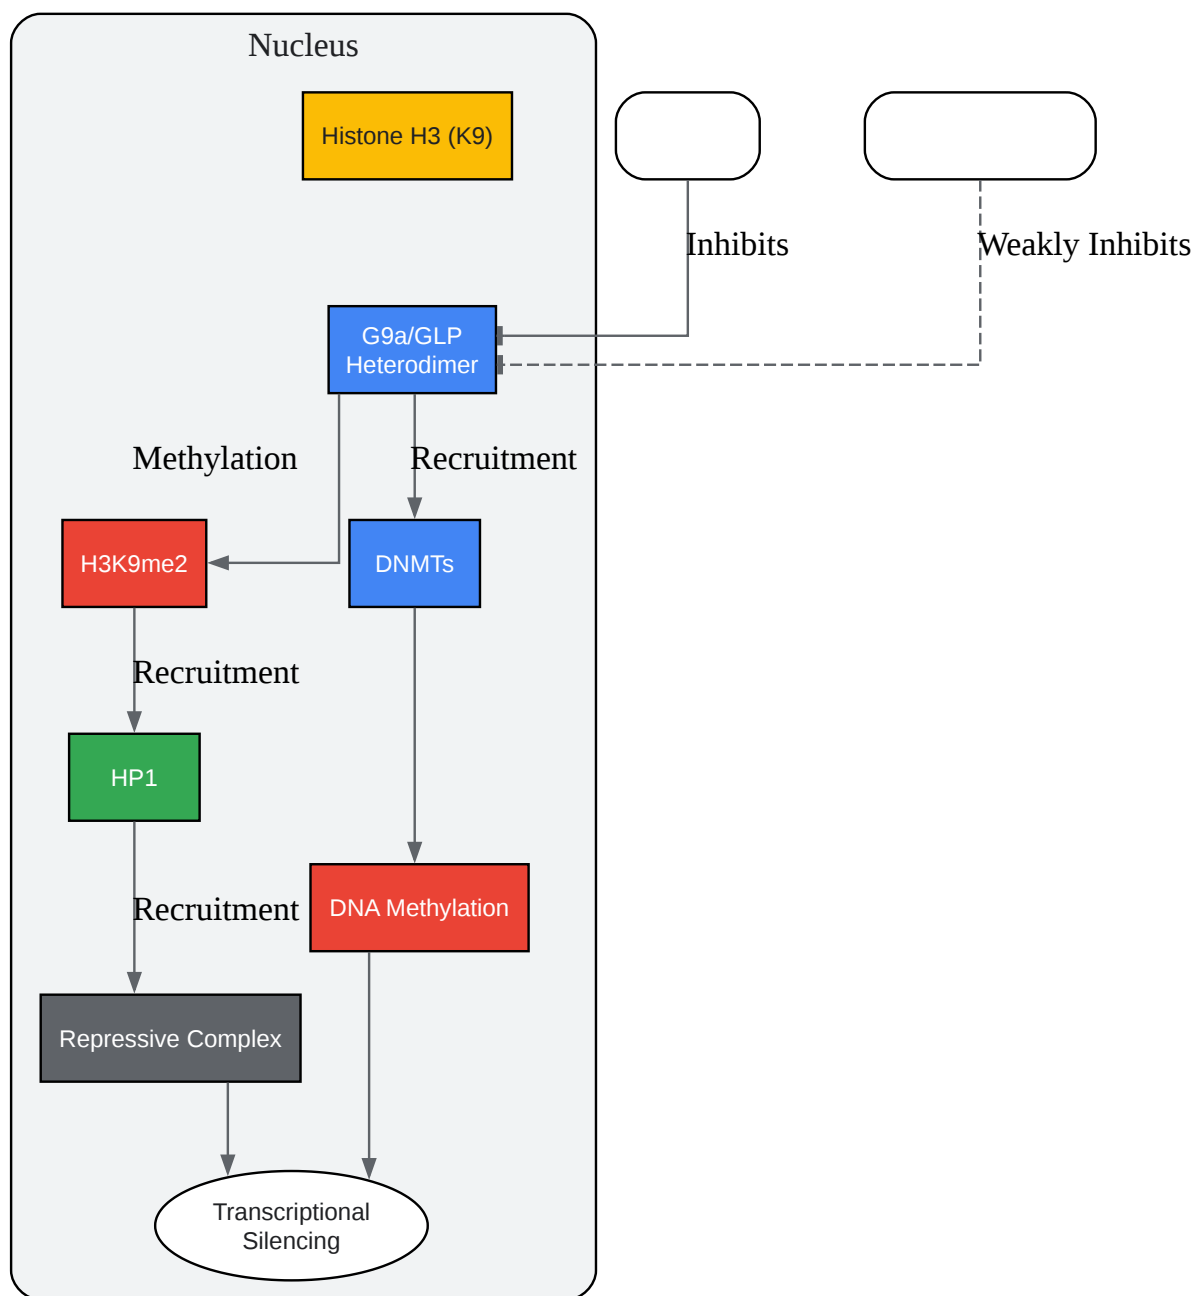 Nucleus
Histone H3 (K9)
Inhibits
Weakly Inhibits
G9a/GLP
Heterodimer
Methylation
Recruitment
H3K9me2
DNMTs
Recruitment
HP1
Recruitment
DNA Methylation
Repressive Complex
Transcriptional
Silencing